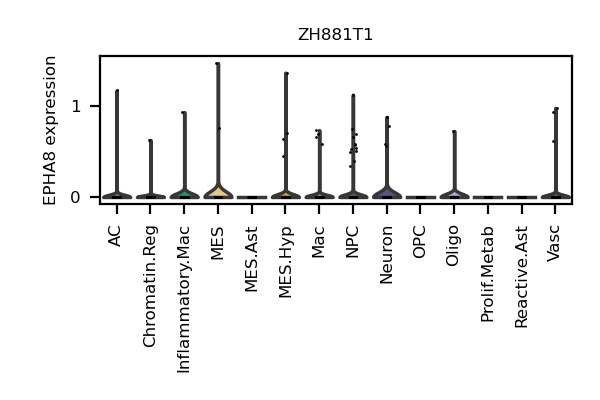 ZH881T1
EPHA8 expression
1
0
AC
Chromatin.Reg
Inflammatory.Mac
MES
MES.Ast
MES.Hyp
Mac
NPC
Neuron
OPC
Oligo
Prolif.Metab
Reactive.Ast
Vasc